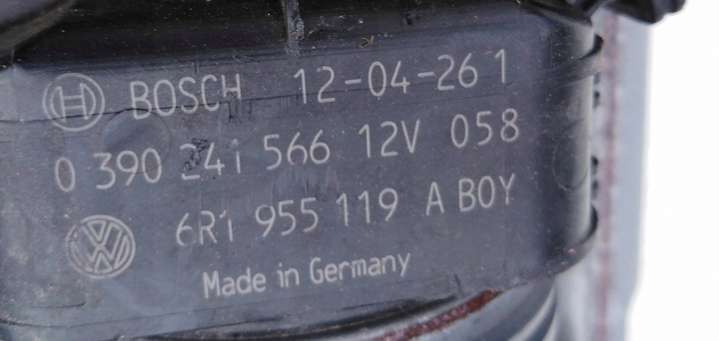 BOSCH 12-04-26 1
0 390 241 566 12V 058
6R1 955 119 A BOY
Made in Germany